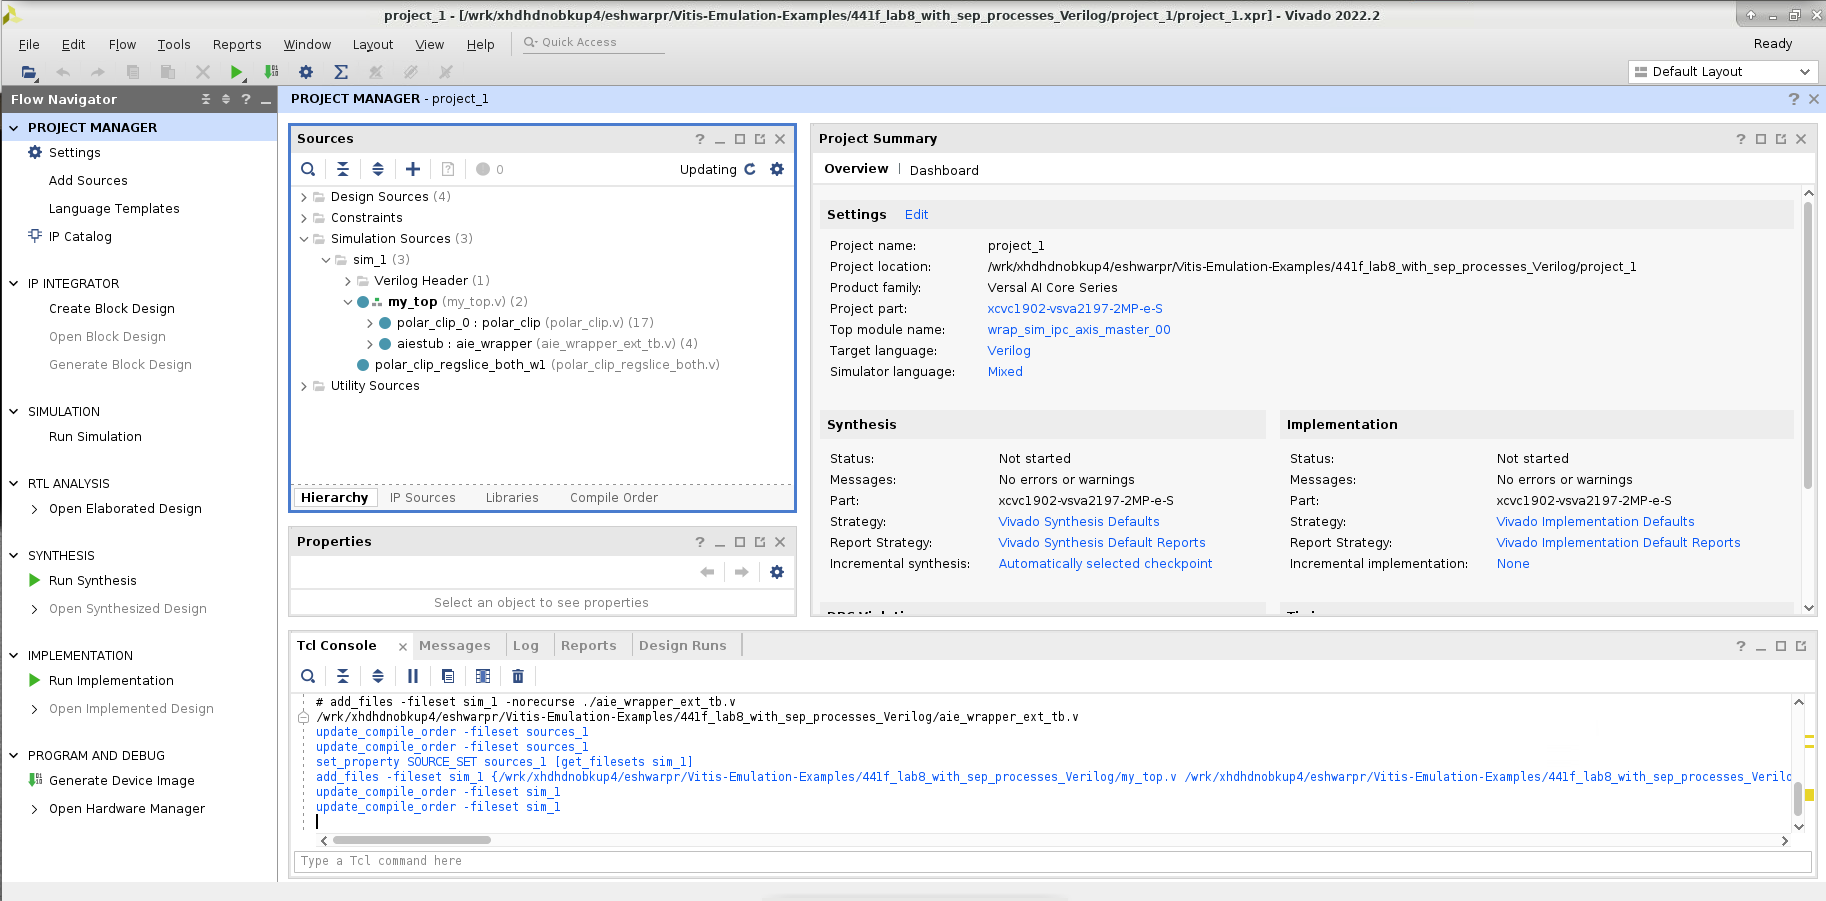 project_1 - [/wrk/xhdhdnobkup4/eshwarpr/Vitis-Emulation-Examples/441f_lab8_with_sep_processes_Verilog/project_1/project_1.xpr] - Vivado 2022.2
File Edit Flow Tools Reports Window Layout View Help Quick Access
Ready
Default Layout
Flow Navigator
PROJECT MANAGER
Settings
Add Sources
Language Templates
IP Catalog
IP INTEGRATOR
Create Block Design
Open Block Design
Generate Block Design
SIMULATION
Run Simulation
RTL ANALYSIS
Open Elaborated Design
SYNTHESIS
Run Synthesis
Open Synthesized Design
IMPLEMENTATION
Run Implementation
Open Implemented Design
PROGRAM AND DEBUG
Generate Device Image
Open Hardware Manager
PROJECT MANAGER - project_1
Sources
0
Updating
Design Sources (4)
Constraints
Simulation Sources (3)
sim_1 (3)
Verilog Header (1)
my_top (my_top.v) (2)
polar_clip_0 : polar_clip (polar_clip.v) (17)
aiestub : aie_wrapper (aie_wrapper_ext_tb.v) (4)
polar_clip_regslice_both_w1 (polar_clip_regslice_both.v)
Utility Sources
Hierarchy IP Sources Libraries Compile Order
Properties
Select an object to see properties
Project Summary
Overview Dashboard
Settings Edit
Project name: project_1
Project location: /wrk/xhdhdnobkup4/eshwarpr/Vitis-Emulation-Examples/441f_lab8_with_sep_processes_Verilog/project_1
Product family: Versal AI Core Series
Project part: xcvc1902-vsva2197-2MP-e-S
Top module name: wrap_sim_ipc_axis_master_00
Target language: Verilog
Simulator language: Mixed
Synthesis
Status: Not started
Messages: No errors or warnings
Part: xcvc1902-vsva2197-2MP-e-S
Strategy: Vivado Synthesis Defaults
Report Strategy: Vivado Synthesis Default Reports
Incremental synthesis: Automatically selected checkpoint
Implementation
Status: Not started
Messages: No errors or warnings
Part: xcvc1902-vsva2197-2MP-e-S
Strategy: Vivado Implementation Defaults
Report Strategy: Vivado Implementation Default Reports
Incremental implementation: None
Tcl Console Messages Log Reports Design Runs
# add_files -fileset sim_1 -norecurse ./aie_wrapper_ext_tb.v
/wrk/xhdhdnobkup4/eshwarpr/Vitis-Emulation-Examples/441f_lab8_with_sep_processes_Verilog/aie_wrapper_ext_tb.v
update_compile_order -fileset sources_1
update_compile_order -fileset sources_1
set_property SOURCE_SET sources_1 [get_filesets sim_1]
add_files -fileset sim_1 {/wrk/xhdhdnobkup4/eshwarpr/Vitis-Emulation-Examples/441f_lab8_with_sep_processes_Verilog/my_top.v /wrk/xhdhdnobkup4/eshwarpr/Vitis-Emulation-Examples/441f_lab8_with_sep_processes_Verilo
update_compile_order -fileset sim_1
update_compile_order -fileset sim_1
Type a Tcl command here